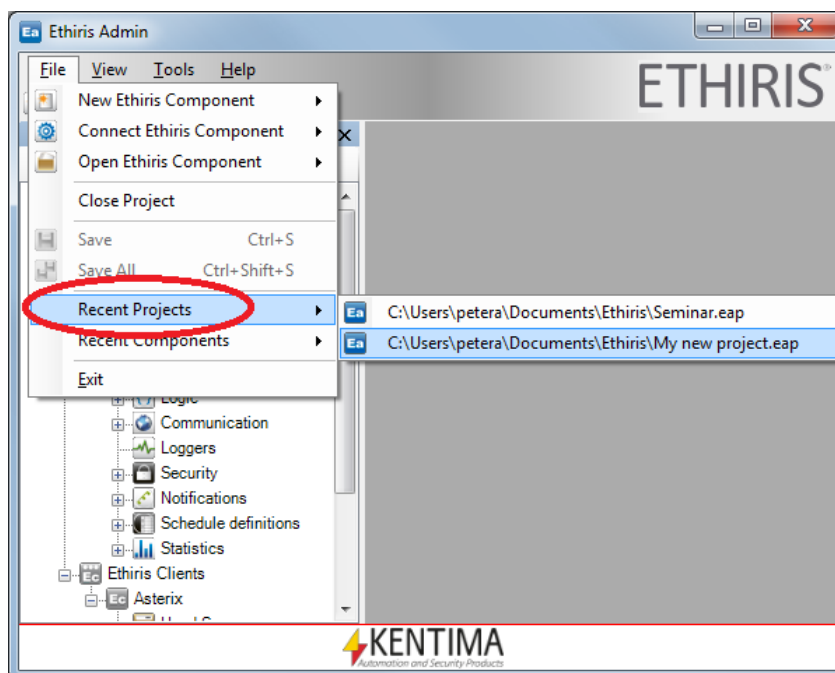 Ethiris Admin
File View Tools Help
ETHIRIS®
New Ethiris Component
Connect Ethiris Component
Open Ethiris Component
Close Project
Save Ctrl+S
Save All Ctrl+Shift+S
Recent Projects
C:\Users\petera\Documents\Ethiris\Seminar.eap
Recent Components
C:\Users\petera\Documents\Ethiris\My new project.eap
Exit
Logic
Communication
Loggers
Security
Notifications
Schedule definitions
Statistics
Ethiris Clients
Asterix
KENTIMA
Automation and Security Products